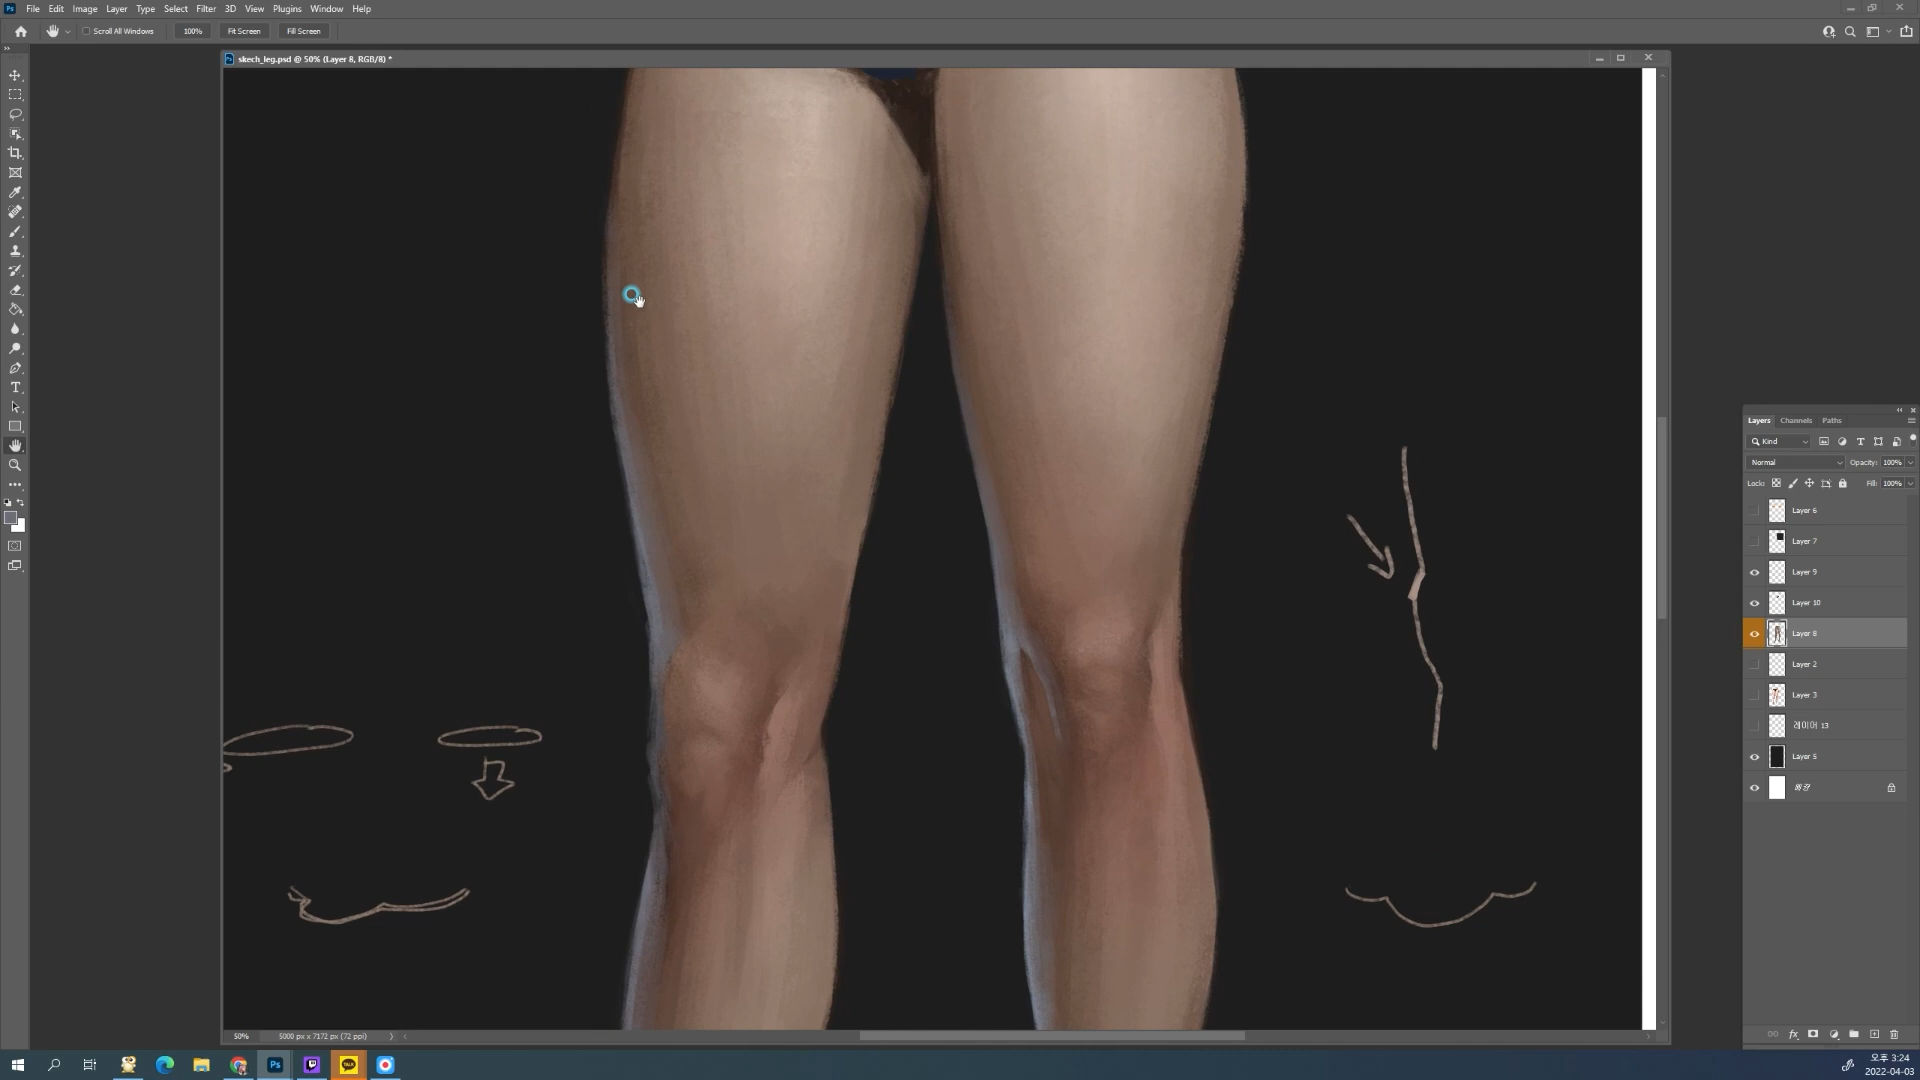 File Edit Image Layer Type Select Filter 3D View Plugins Window Help
Scroll All Windows 100% Fit Screen Fill Screen
skech_leg.psd @ 50% (Layer 8, RGB/8) *
Layers Channels Paths
Kind
Normal Opacity: 100%
Lock: Fill: 100%
Layer 6
Layer 7
Layer 9
Layer 10
Layer 8
Layer 2
Layer 3
레이어 13
Layer 5
배경
50% 5000 px x 7172 px (72 ppi)
Ps
TALK
오후 3:24
2022-04-03